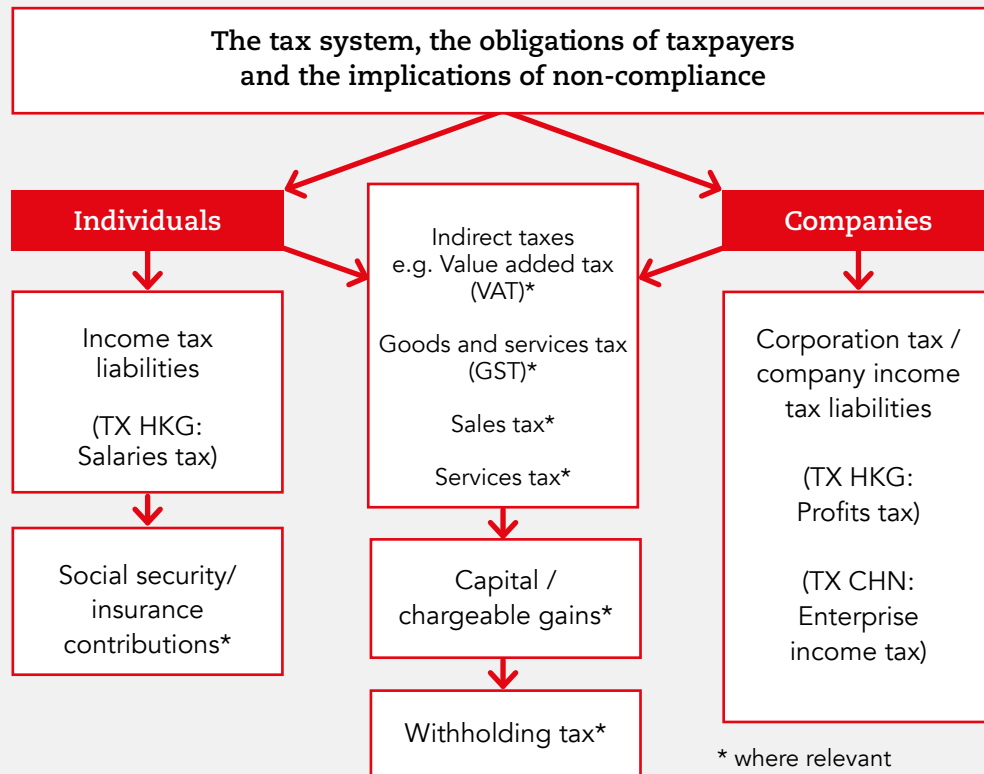 The tax system, the obligations of taxpayers
and the implications of non-compliance
Individuals
Income tax
liabilities
(TX HKG:
Salaries tax)
Social security/
insurance
contributions*
Indirect taxes
e.g. Value added tax
(VAT)*
Goods and services tax
(GST)*
Sales tax*
Services tax*
Capital /
chargeable gains*
Withholding tax*
Companies
Corporation tax /
company income
tax liabilities
(TX HKG:
Profits tax)
(TX CHN:
Enterprise
income tax)
* where relevant